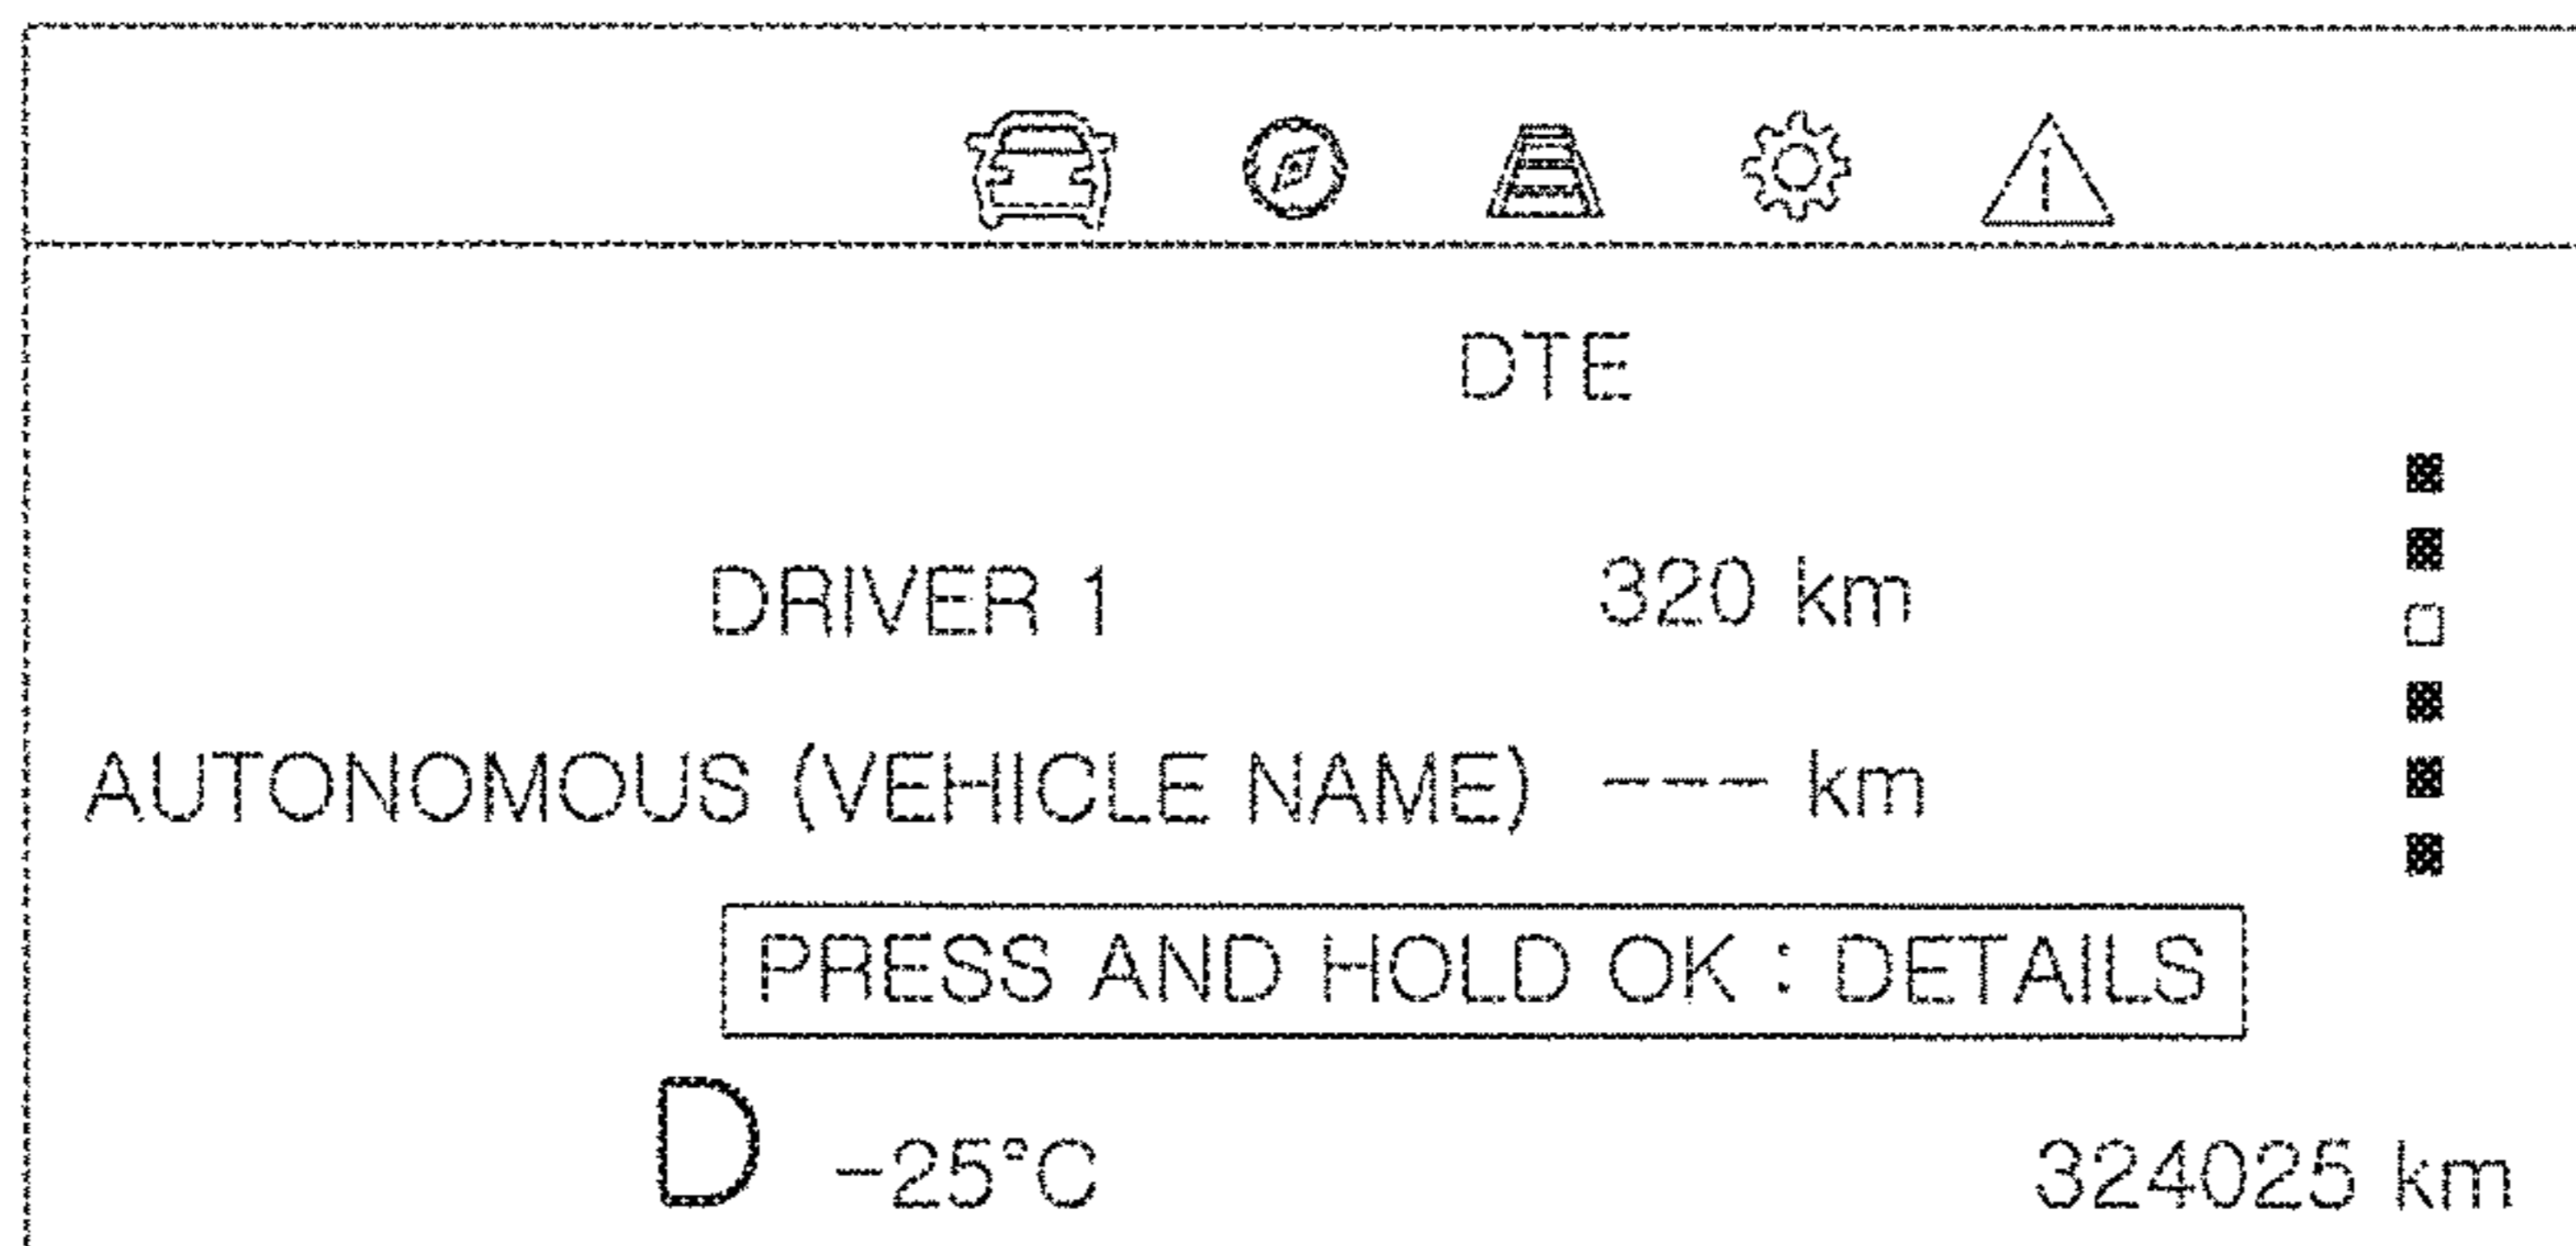 DTE
DRIVER 1 320 km
AUTONOMOUS (VEHICLE NAME) --- km
PRESS AND HOLD OK : DETAILS
D -25°C 324025 km